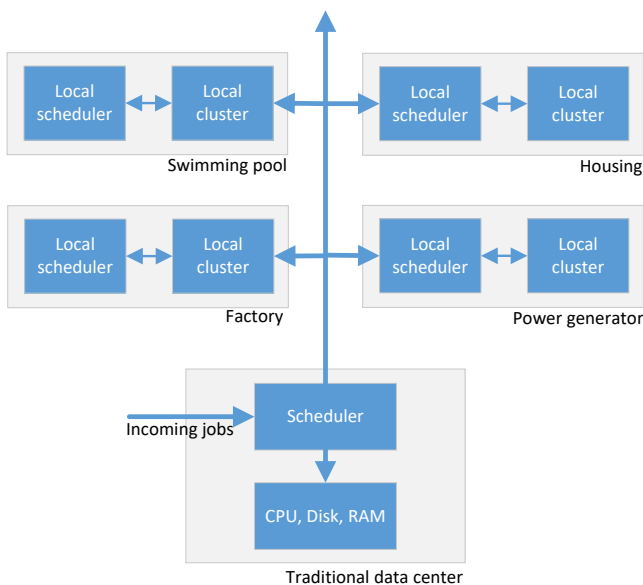 Local
scheduler
Local
cluster
Swimming pool
Local
scheduler
Local
cluster
Housing
Local
scheduler
Local
cluster
Factory
Local
scheduler
Local
cluster
Power generator
Incoming jobs
Scheduler
CPU, Disk, RAM
Traditional data center